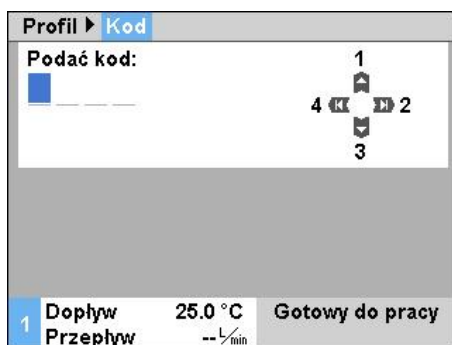 Profil ▶ Kod
Podać kod:
1
4 2
3
1
Dopływ 25.0 °C Gotowy do pracy
Przepływ -- L/min